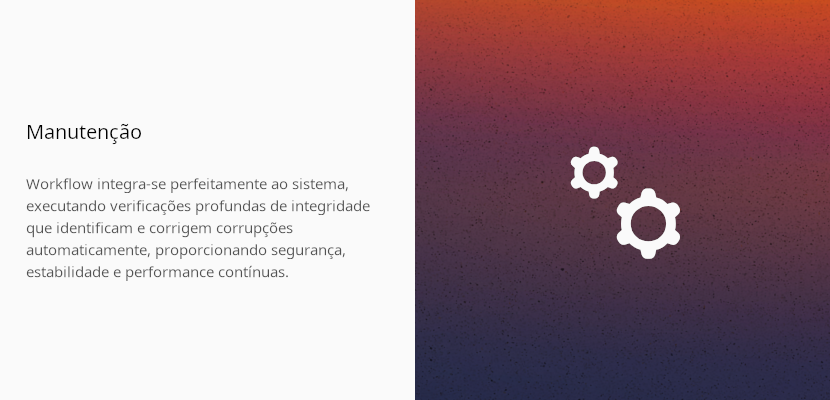 Manutenção
Workflow integra-se perfeitamente ao sistema,
executando verificações profundas de integridade
que identificam e corrigem corrupções
automaticamente, proporcionando segurança,
estabilidade e performance contínuas.